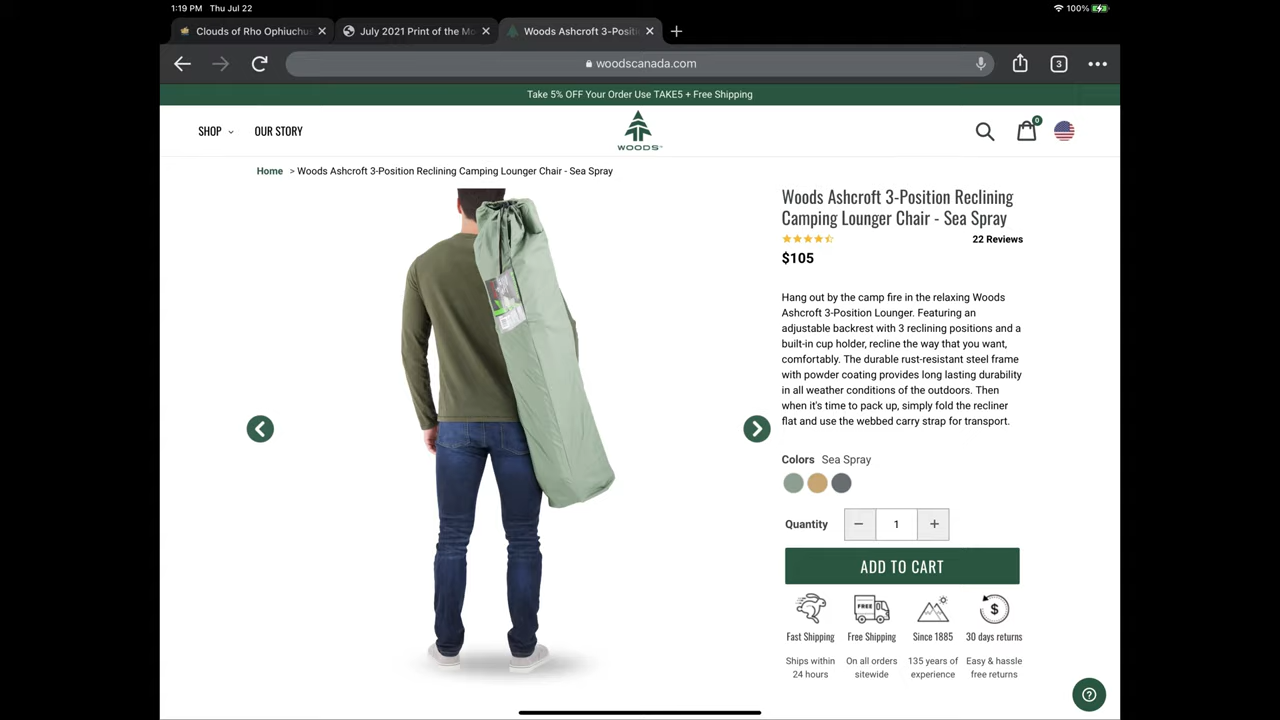 1:19 PM Thu Jul 22
100%
Clouds of Rho Ophiuchus
July 2021 Print of the Mo
Woods Ashcroft 3-Positi
woodscanada.com
3
Take 5% OFF Your Order Use TAKE5 + Free Shipping
SHOP
OUR STORY
WOODS
0
Home > Woods Ashcroft 3-Position Reclining Camping Lounger Chair - Sea Spray
Woods Ashcroft 3-Position Reclining
Camping Lounger Chair - Sea Spray
22 Reviews
$105
Hang out by the camp fire in the relaxing Woods
Ashcroft 3-Position Lounger. Featuring an
adjustable backrest with 3 reclining positions and a
built-in cup holder, recline the way that you want,
comfortably. The durable rust-resistant steel frame
with powder coating provides long lasting durability
in all weather conditions of the outdoors. Then
when it's time to pack up, simply fold the recliner
flat and use the webbed carry strap for transport.
Colors Sea Spray
Quantity
1
ADD TO CART
FREE
$
Fast Shipping
Free Shipping
Since 1885
30 days returns
Ships within
24 hours
On all orders
sitewide
135 years of
experience
Easy & hassle
free returns